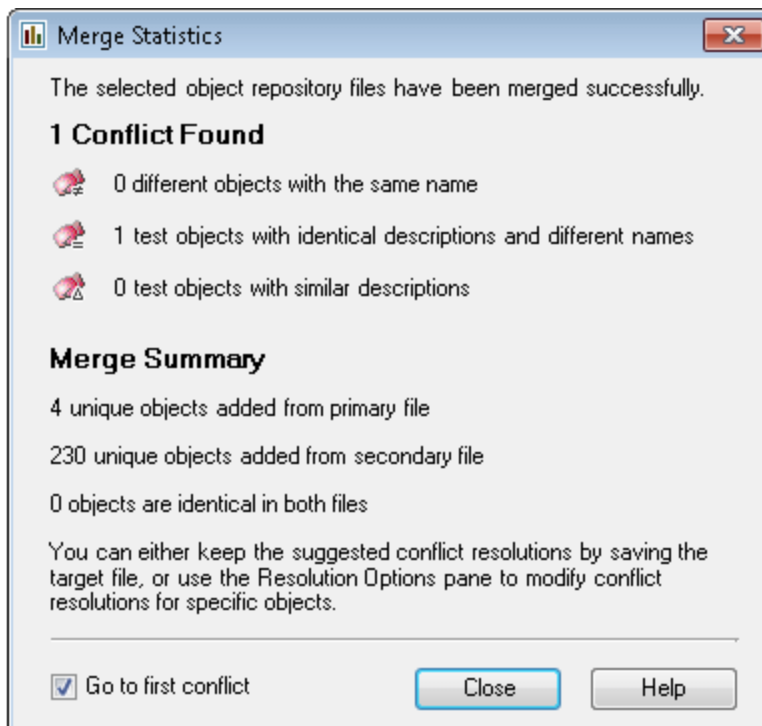 Merge Statistics
The selected object repository files have been merged successfully.
1 Conflict Found
0 different objects with the same name
1 test objects with identical descriptions and different names
0 test objects with similar descriptions
Merge Summary
4 unique objects added from primary file
230 unique objects added from secondary file
0 objects are identical in both files
You can either keep the suggested conflict resolutions by saving the
target file, or use the Resolution Options pane to modify conflict
resolutions for specific objects.
Go to first conflict
Close
Help